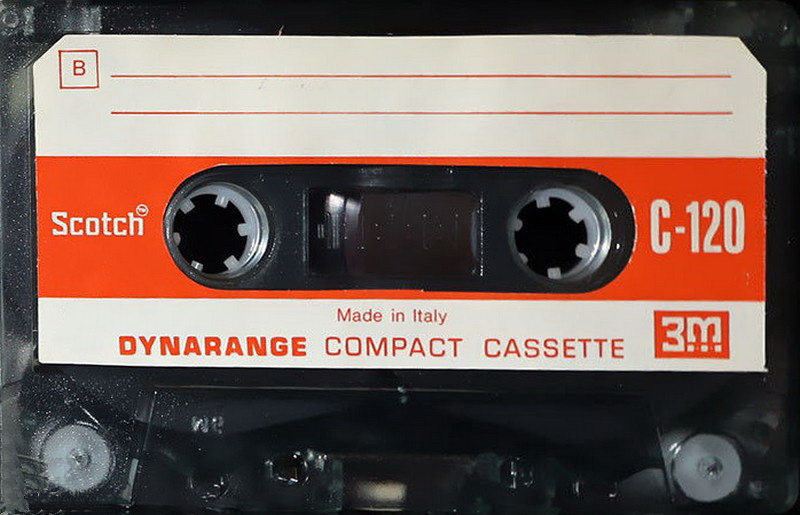 B
Scotch
C-120
Made in Italy
DYNARANGE COMPACT CASSETTE
3M